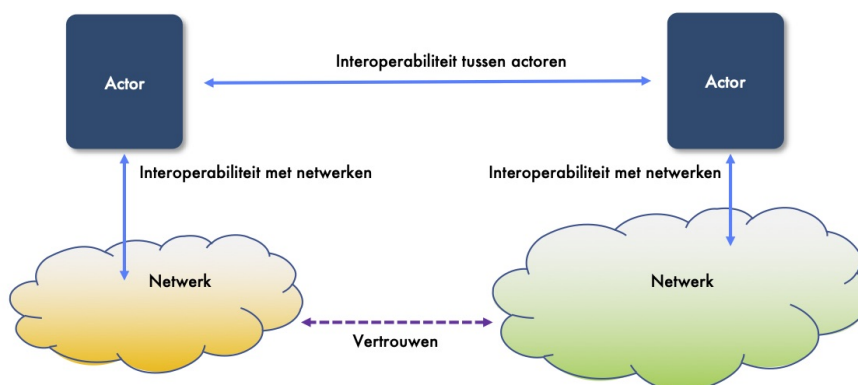 Interoperabiliteit tussen actoren
Actor
Actor
Interoperabiliteit met netwerken
Interoperabiliteit met netwerken
Netwerk
Netwerk
Vertrouwen